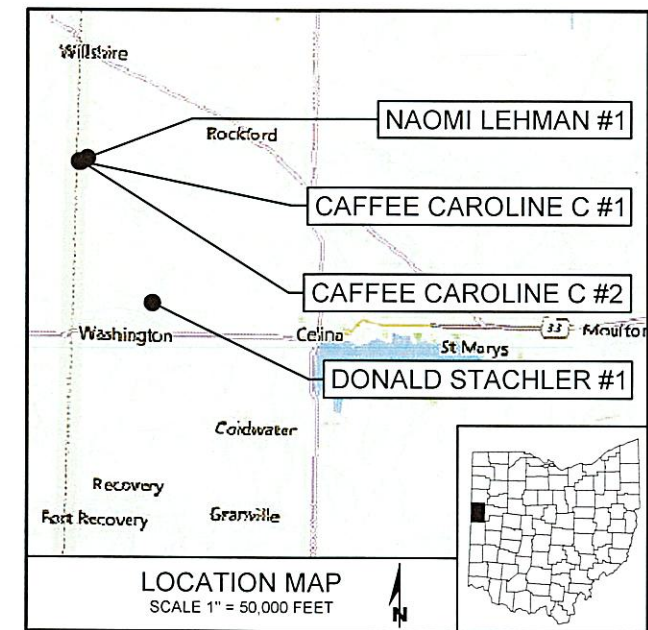 Willshire
Rockford
NAOMI LEHMAN #1
CAFFEE CAROLINE C #1
CAFFEE CAROLINE C #2
Washington
Celina
33
Moulton
St Marys
DONALD STACHLER #1
Coldwater
Recovery
Fort Recovery
Granville
LOCATION MAP
SCALE 1" = 50,000 FEET
N